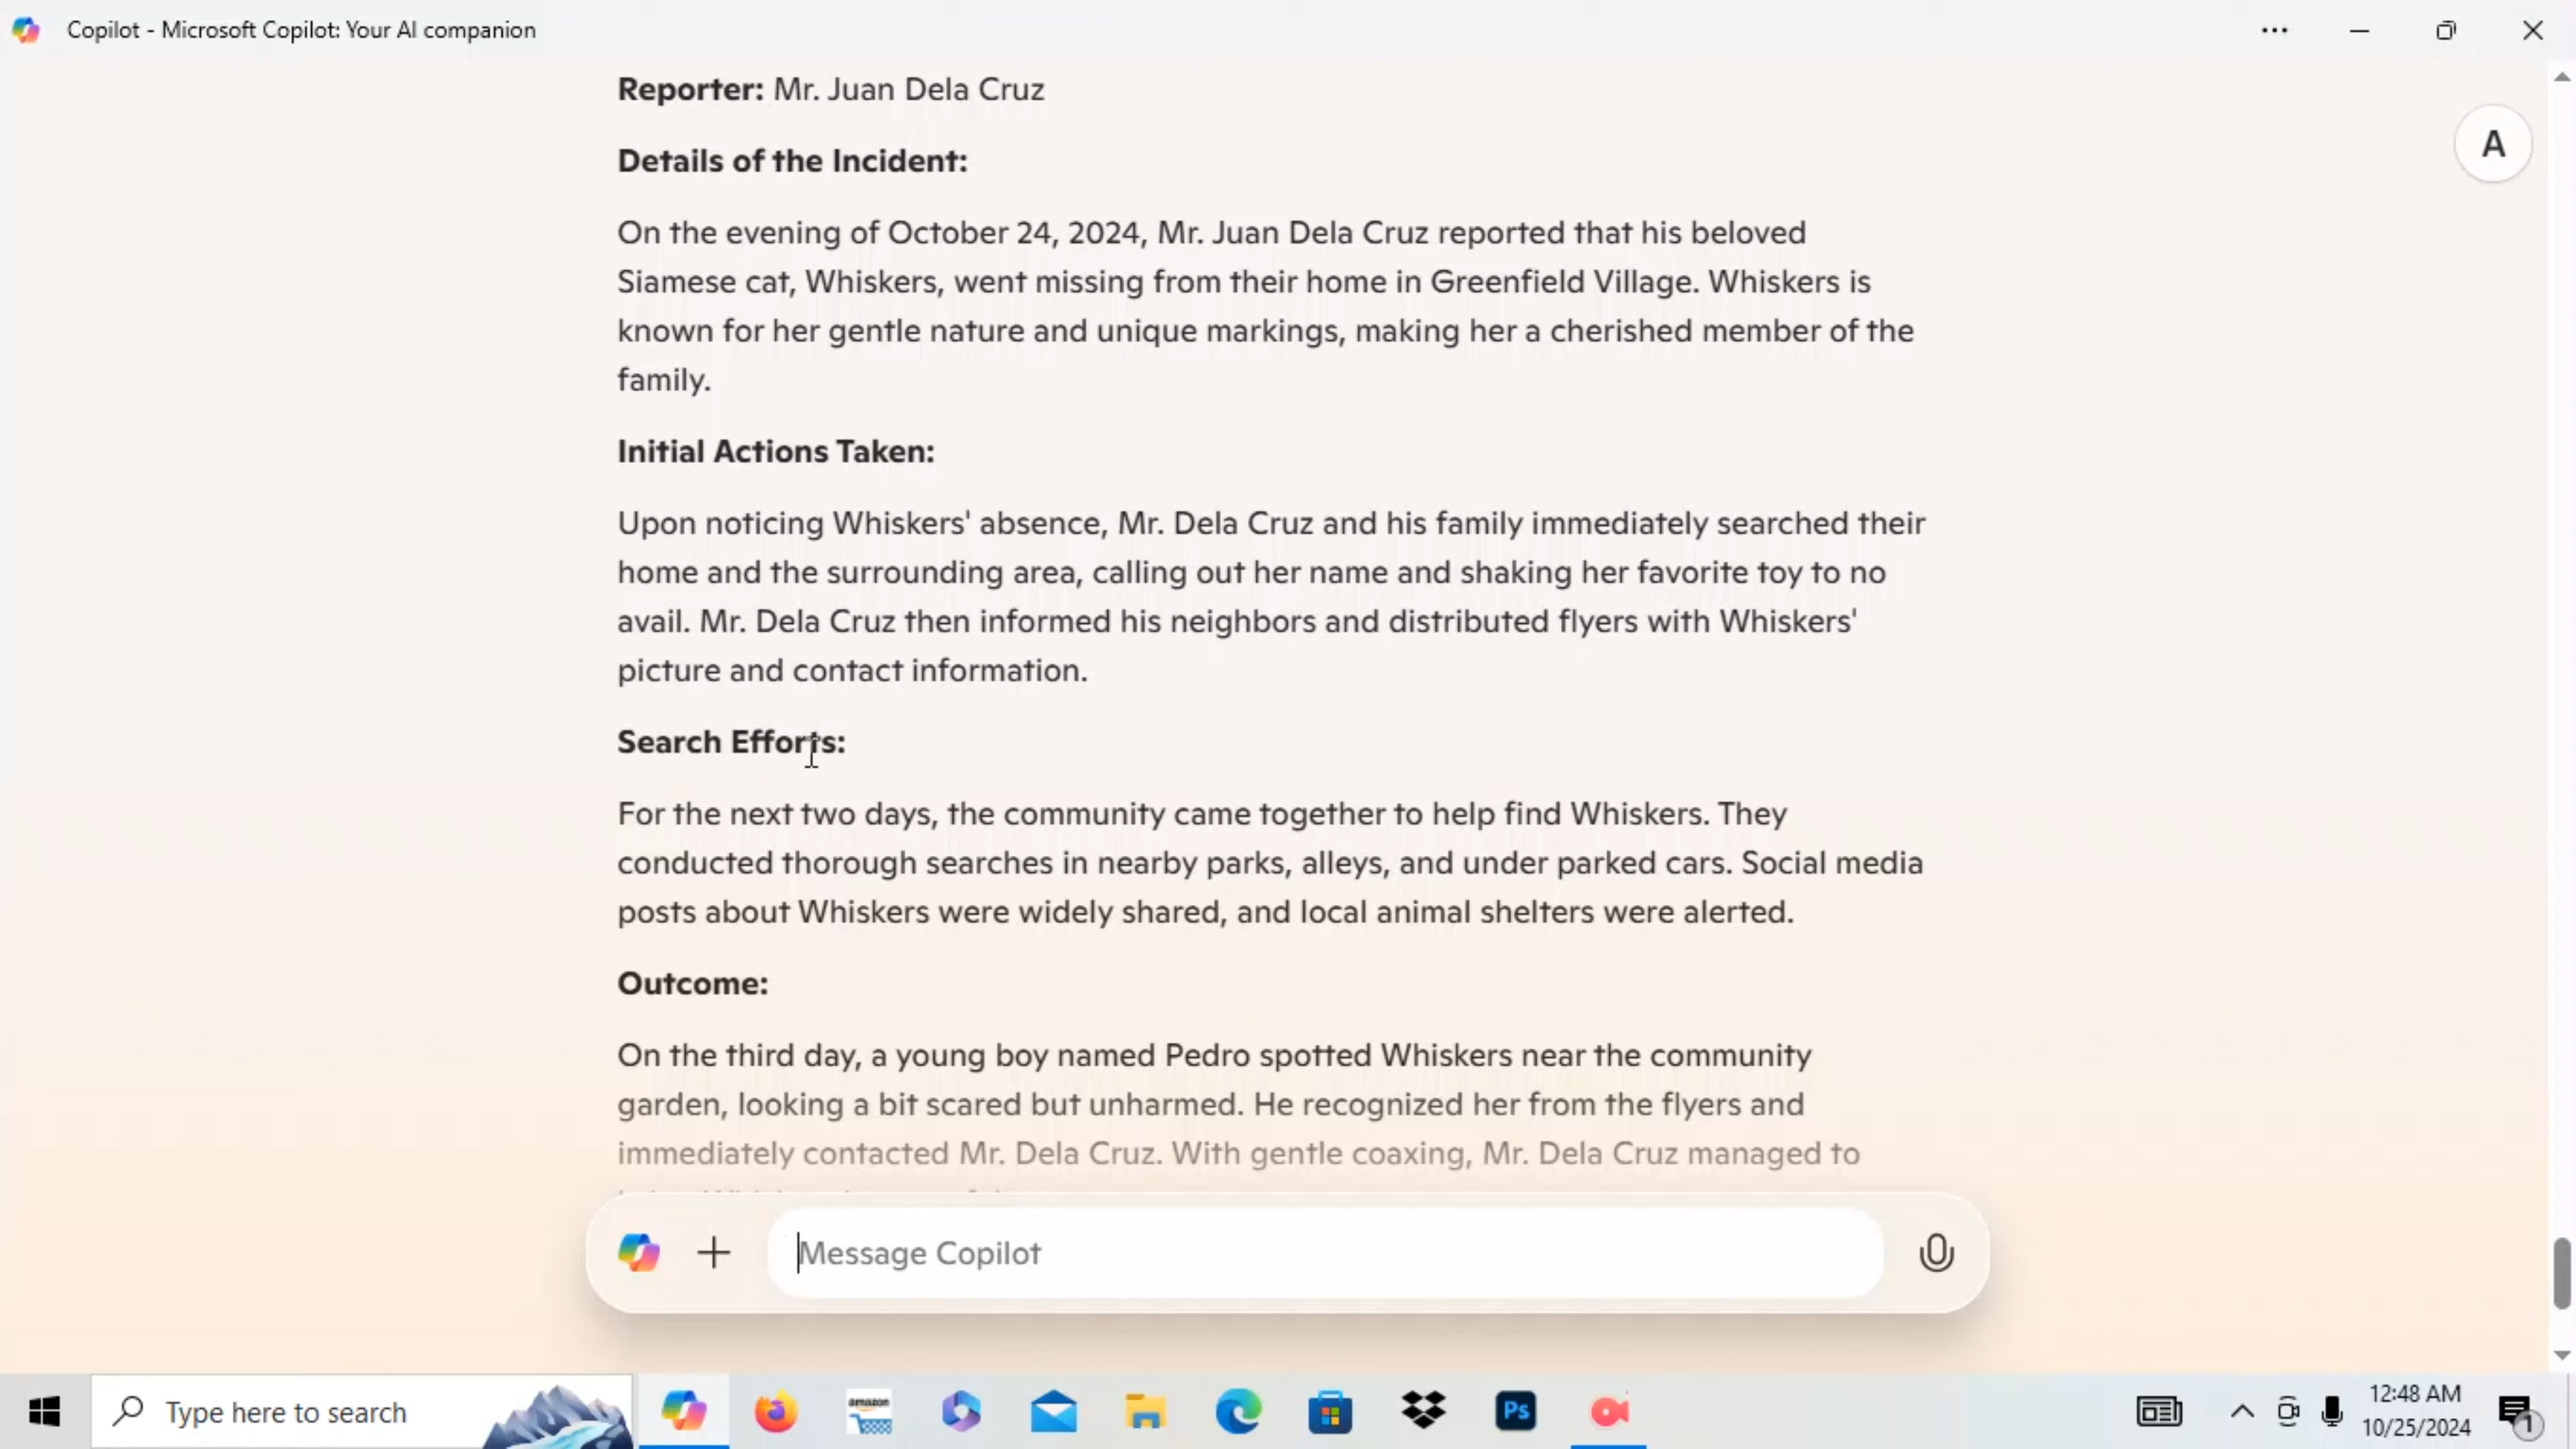 Copilot - Microsoft Copilot: Your AI companion
Reporter: Mr. Juan Dela Cruz
A
Details of the Incident:
On the evening of October 24, 2024, Mr. Juan Dela Cruz reported that his beloved
Siamese cat, Whiskers, went missing from their home in Greenfield Village. Whiskers is
known for her gentle nature and unique markings, making her a cherished member of the
family.
Initial Actions Taken:
Upon noticing Whiskers' absence, Mr. Dela Cruz and his family immediately searched their
home and the surrounding area, calling out her name and shaking her favorite toy to no
avail. Mr. Dela Cruz then informed his neighbors and distributed flyers with Whiskers'
picture and contact information.
Search Efforts:
For the next two days, the community came together to help find Whiskers. They
conducted thorough searches in nearby parks, alleys, and under parked cars. Social media
posts about Whiskers were widely shared, and local animal shelters were alerted.
Outcome:
On the third day, a young boy named Pedro spotted Whiskers near the community
garden, looking a bit scared but unharmed. He recognized her from the flyers and
immediately contacted Mr. Dela Cruz. With gentle coaxing, Mr. Dela Cruz managed to
Message Copilot
Type here to search
amazon
Ps
12:48 AM
10/25/2024
1